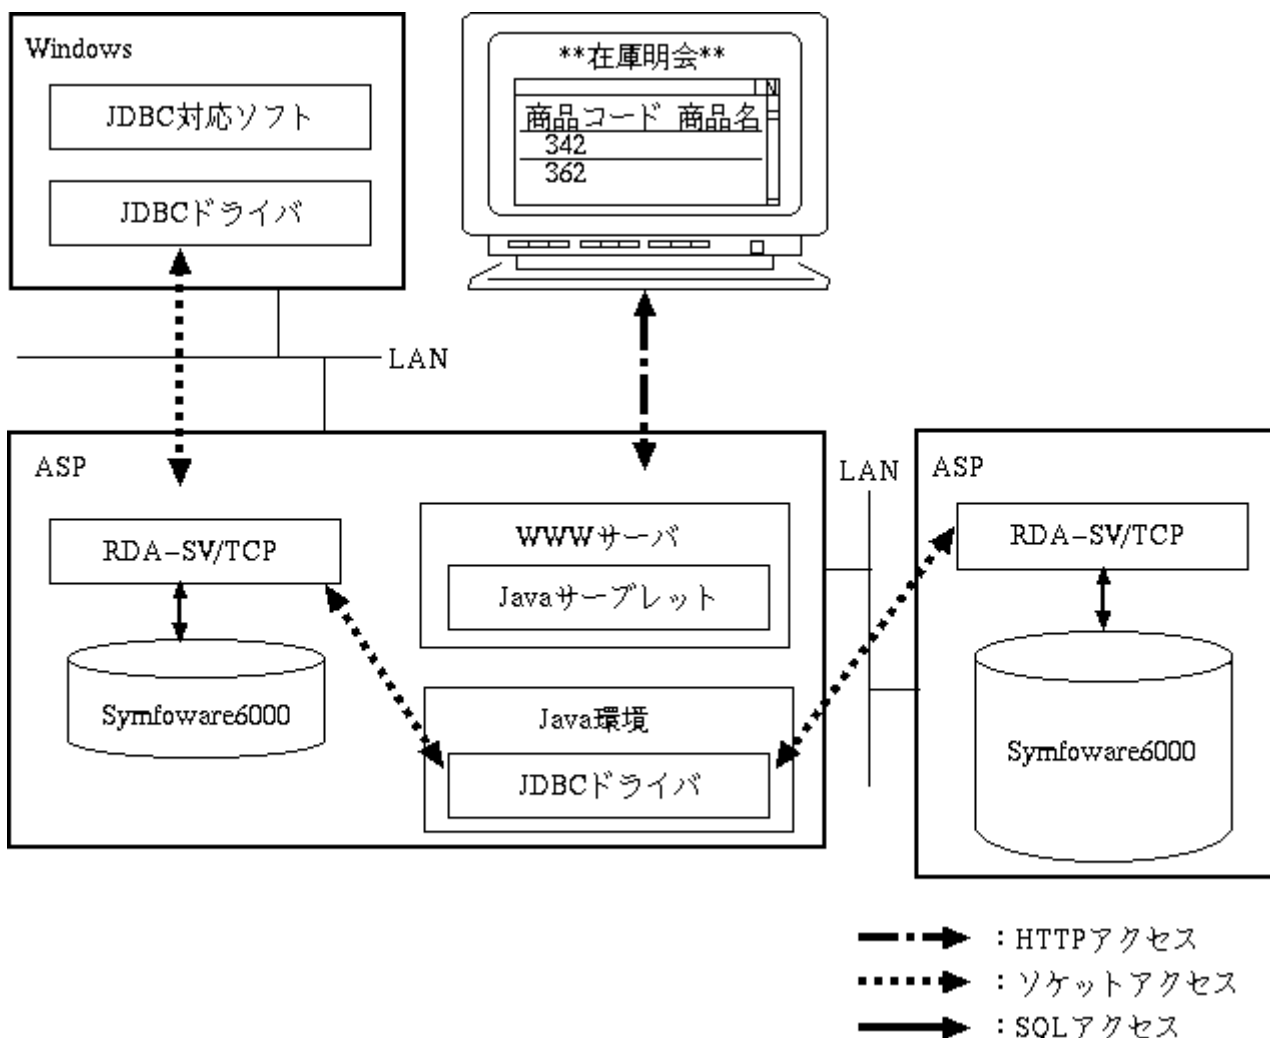 Windows
JDBC対応ソフト
JDBCドライバ
**在庫明会**
N
商品コード 商品名
342
362
LAN
ASP
RDA-SV/TCP
Symfoware6000
WWWサーバ
Javaサーブレット
Java環境
JDBCドライバ
LAN
ASP
RDA-SV/TCP
Symfoware6000
:HTTPアクセス
:ソケットアクセス
:SQLアクセス